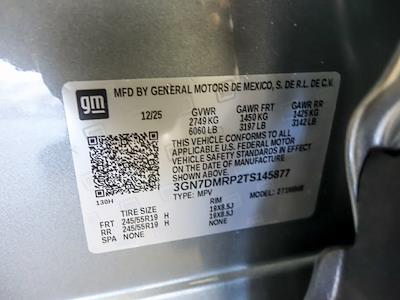 gm
MFD BY GENERAL MOTORS DE MEXICO, S. DE R.L. DE C.V.
12/25 GVWR GAWR FRT GAWR RR
2749 KG 1450 KG 1425 KG
6060 LB 3197 LB 3142 LB
THIS VEHICLE CONFORMS TO ALL
APPLICABLE U.S. FEDERAL MOTOR
VEHICLE SAFETY STANDARDS IN EFFECT
ON THE DATE OF MANUFACTURE
SHOWN ABOVE.
3GN7DMRP2TS145877
130H TYPE: MPV MODEL:
TIRE SIZE RIM
FRT 245/55R19 H 19X8.5J
RR 245/55R19 H 19X8.5J
SPA NONE NONE